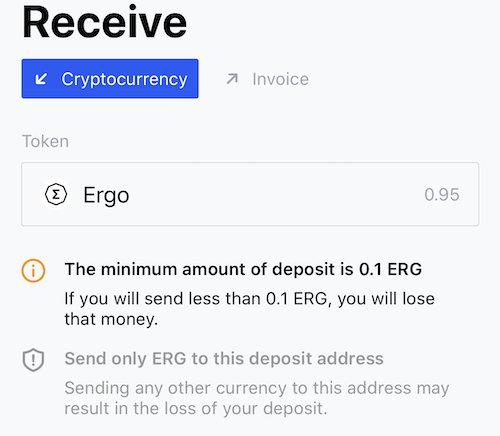 Receive
Cryptocurrency Invoice
Token
Ergo 0.95
The minimum amount of deposit is 0.1 ERG
If you will send less than 0.1 ERG, you will lose
that money.
Send only ERG to this deposit address
Sending any other currency to this address may
result in the loss of your deposit.